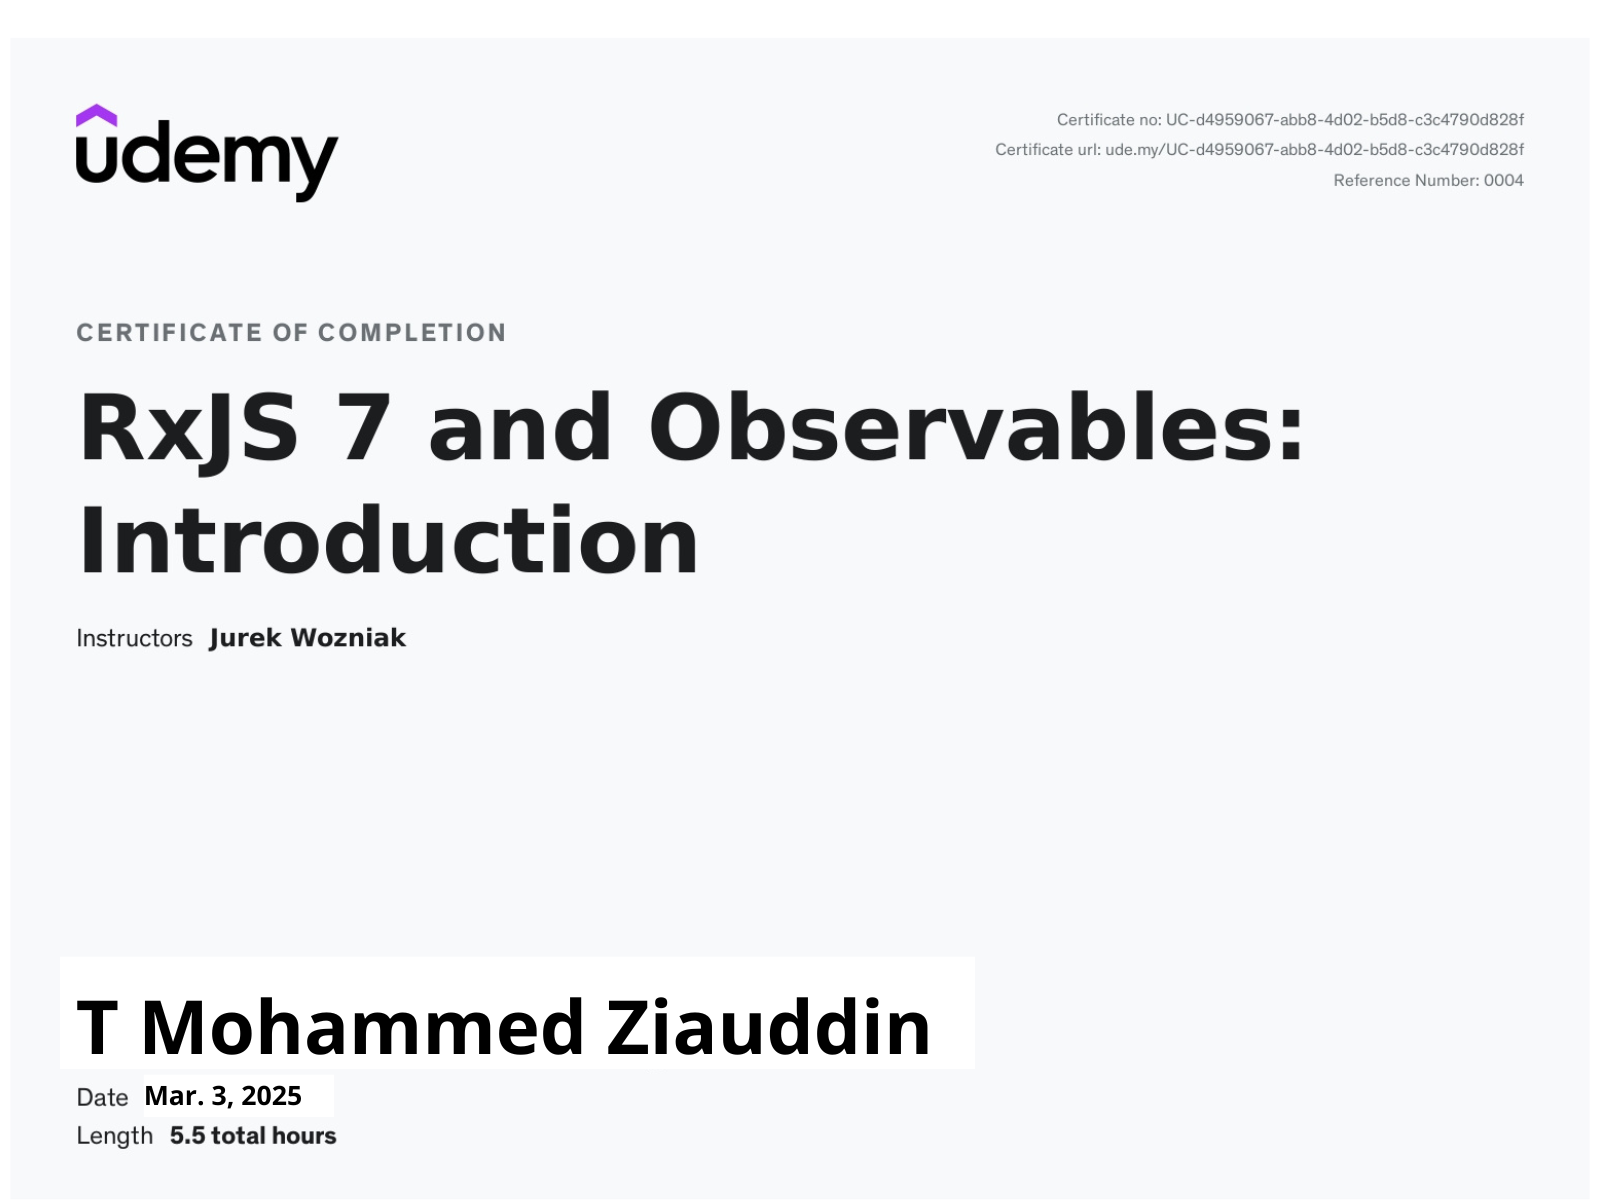 udemy
Certificate no: UC-d4959067-abb8-4d02-b5d8-c3c4790d828f
Certificate url: ude.my/UC-d4959067-abb8-4d02-b5d8-c3c4790d828f
Reference Number: 0004
CERTIFICATE OF COMPLETION
RxJS 7 and Observables:
Introduction
Instructors Jurek Wozniak
T Mohammed Ziauddin
Date Mar. 3, 2025
Length 5.5 total hours